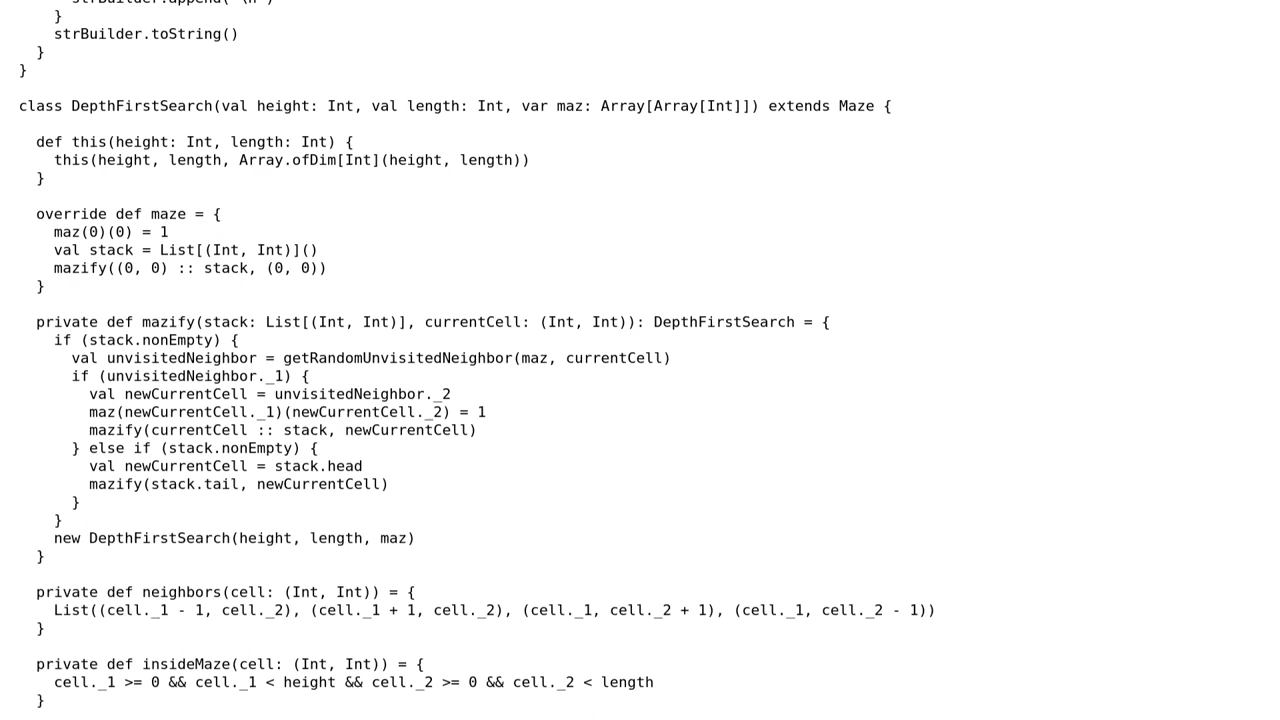 strBuilder.append("\n")
    }
    strBuilder.toString()
  }
}

class DepthFirstSearch(val height: Int, val length: Int, var maz: Array[Array[Int]]) extends Maze {

  def this(height: Int, length: Int) {
    this(height, length, Array.ofDim[Int](height, length))
  }

  override def maze = {
    maz(0)(0) = 1
    val stack = List[(Int, Int)]()
    mazify((0, 0) :: stack, (0, 0))
  }

  private def mazify(stack: List[(Int, Int)], currentCell: (Int, Int)): DepthFirstSearch = {
    if (stack.nonEmpty) {
      val unvisitedNeighbor = getRandomUnvisitedNeighbor(maz, currentCell)
      if (unvisitedNeighbor._1) {
        val newCurrentCell = unvisitedNeighbor._2
        maz(newCurrentCell._1)(newCurrentCell._2) = 1
        mazify(currentCell :: stack, newCurrentCell)
      } else if (stack.nonEmpty) {
        val newCurrentCell = stack.head
        mazify(stack.tail, newCurrentCell)
      }
    }
    new DepthFirstSearch(height, length, maz)
  }

  private def neighbors(cell: (Int, Int)) = {
    List((cell._1 - 1, cell._2), (cell._1 + 1, cell._2), (cell._1, cell._2 + 1), (cell._1, cell._2 - 1))
  }

  private def insideMaze(cell: (Int, Int)) = {
    cell._1 >= 0 && cell._1 < height && cell._2 >= 0 && cell._2 < length
  }